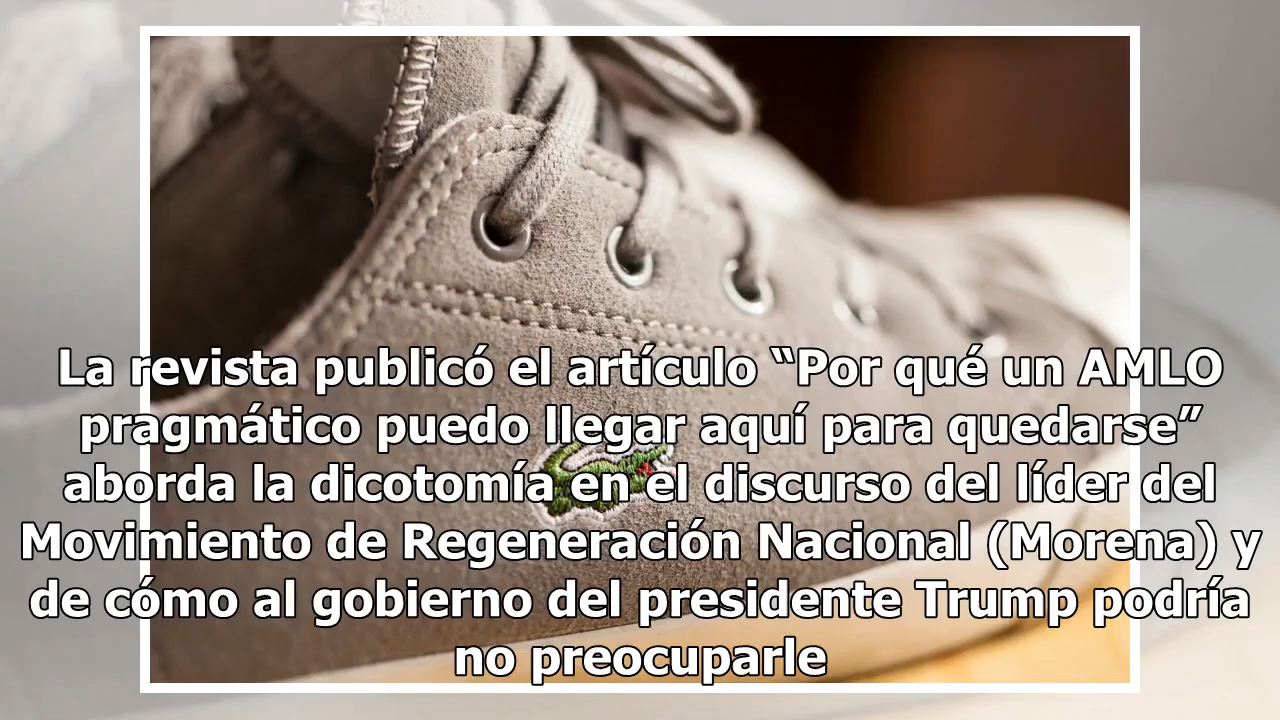 La revista publicó el artículo “Por qué un AMLO
pragmático puedo llegar aquí para quedarse”
aborda la dicotomía en el discurso del líder del
Movimiento de Regeneración Nacional (Morena) y
de cómo al gobierno del presidente Trump podría
no preocuparle